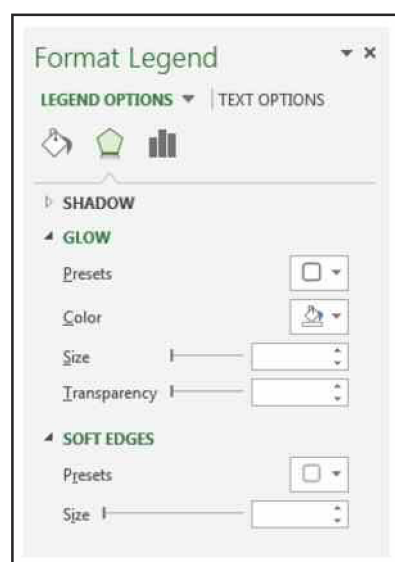 Format Legend
LEGEND OPTIONS TEXT OPTIONS
SHADOW
GLOW
Presets
Color
Size
Transparency
SOFT EDGES
Presets
Size